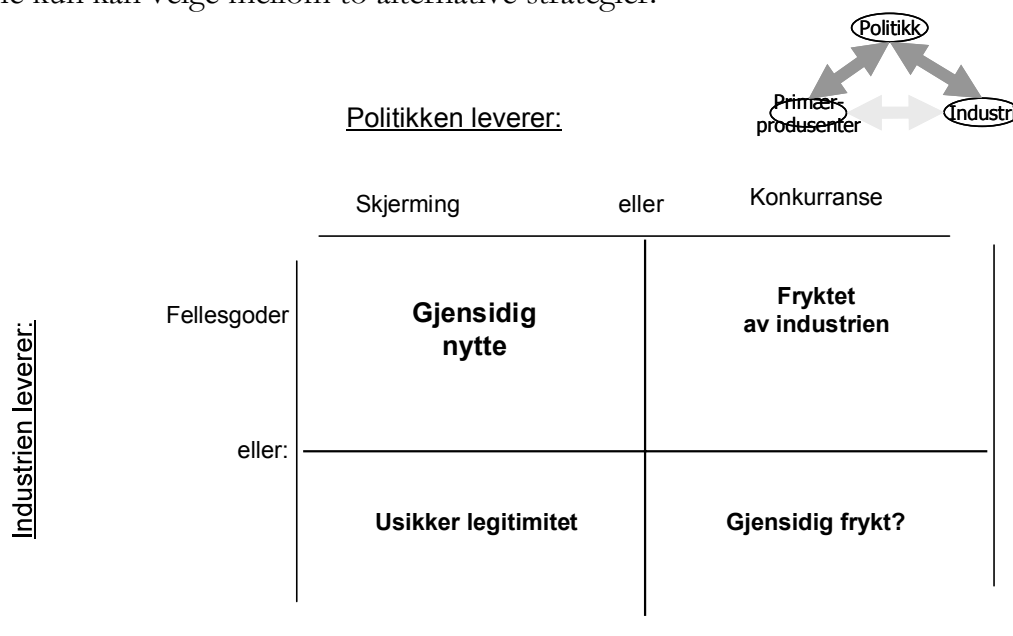 kun kan velge mellom to alternative strategier.
Politikk
Primær-
produsenter
Industri
Politikken leverer:
Skjerming eller Konkurranse
Industrien leverer:
Fellesgoder
Gjensidig
nytte
Fryktet
av industrien
eller:
Usikker legitimitet
Gjensidig frykt?